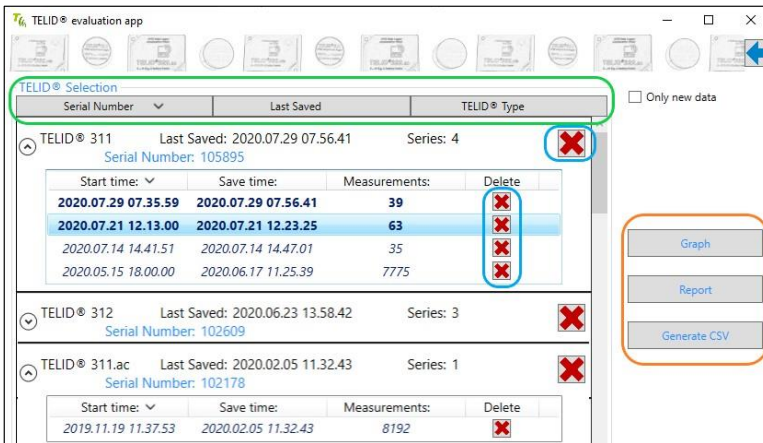 TELID® evaluation app
TELID® Selection
Serial Number Last Saved TELID® Type
Only new data
TELID® 311 Last Saved: 2020.07.29 07.56.41 Series: 4
Serial Number: 105895
Start time: Save time: Measurements: Delete
2020.07.29 07.35.59 2020.07.29 07.56.41 39
2020.07.21 12.13.00 2020.07.21 12.23.25 63
2020.07.14 14.41.51 2020.07.14 14.47.01 35
2020.05.15 18.00.00 2020.06.17 11.25.39 7775
Graph
Report
Generate CSV
TELID® 312 Last Saved: 2020.06.23 13.58.42 Series: 3
Serial Number: 102609
TELID® 311.ac Last Saved: 2020.02.05 11.32.43 Series: 1
Serial Number: 102178
Start time: Save time: Measurements: Delete
2019.11.19 11.37.53 2020.02.05 11.32.43 8192